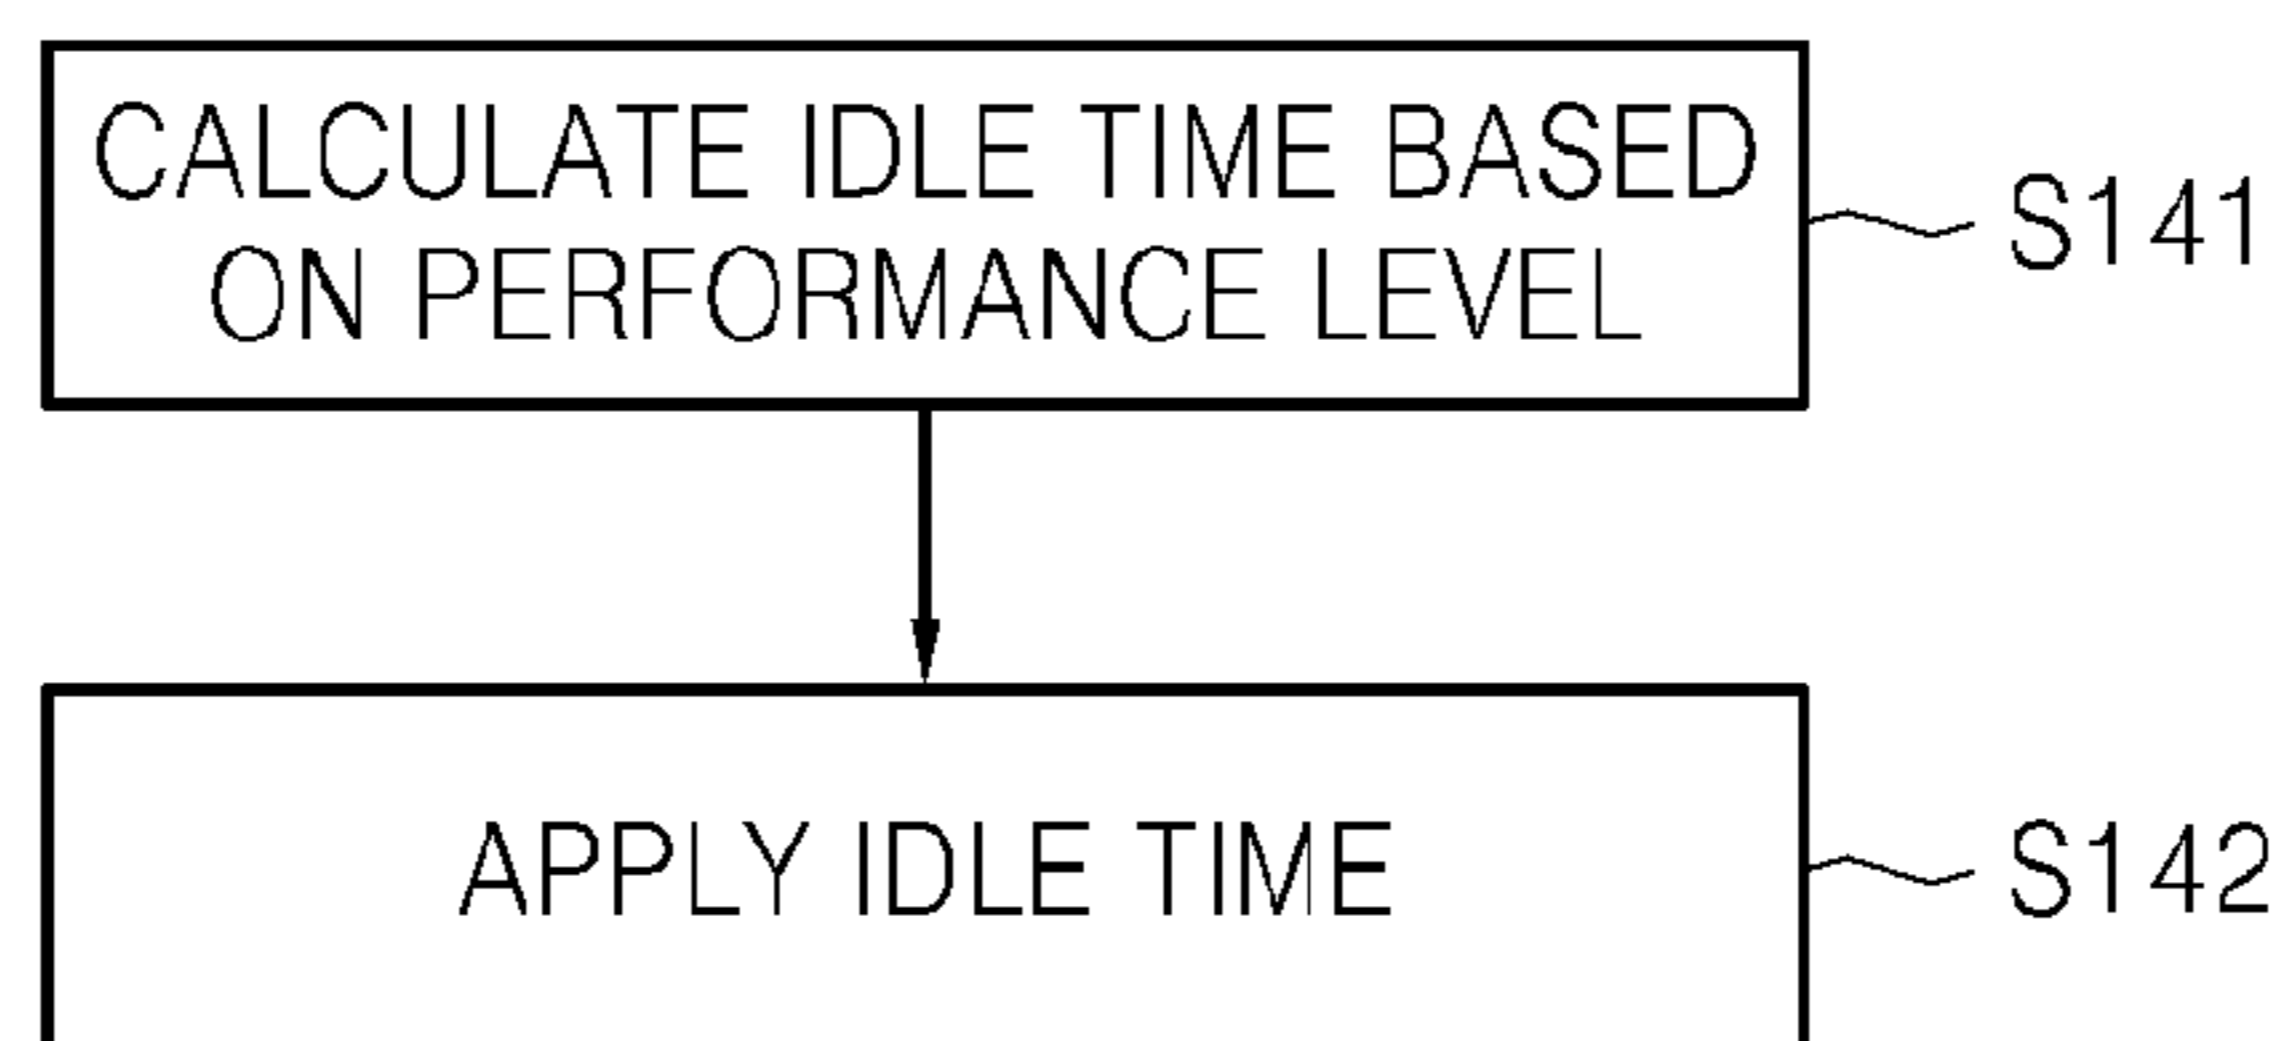 CALCULATE IDLE TIME BASED
ON PERFORMANCE LEVEL
S141
APPLY IDLE TIME
S142